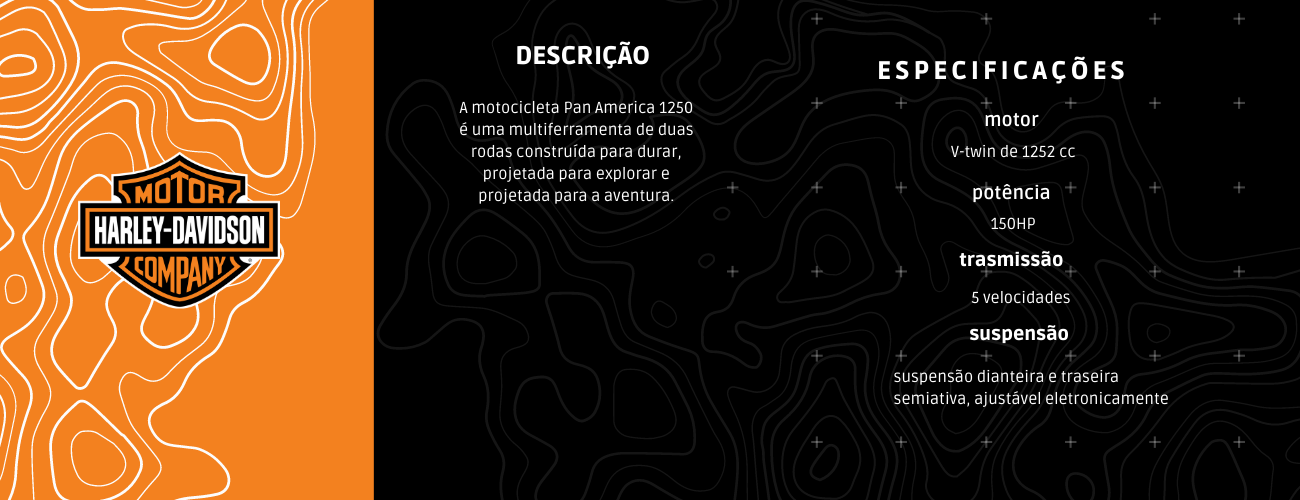 MOTOR
HARLEY-DAVIDSON
COMPANY
DESCRIÇÃO
A motocicleta Pan America 1250
é uma multiferramenta de duas
rodas construída para durar,
projetada para explorar e
projetada para a aventura.
ESPECIFICAÇÕES
motor
V-twin de 1252 cc
potência
150HP
trasmissão
5 velocidades
suspensão
suspensão dianteira e traseira
semiativa, ajustável eletronicamente